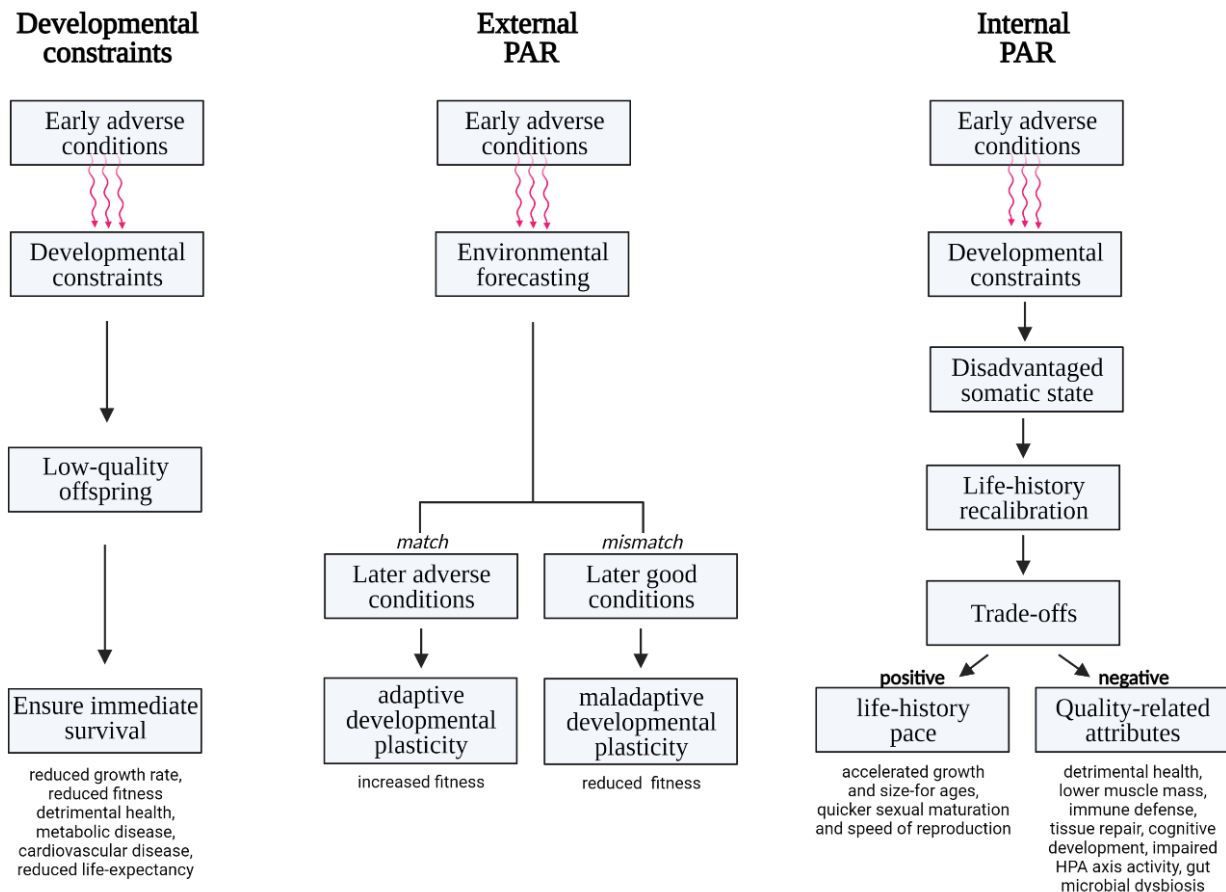 Developmental
constraints
Early adverse
conditions
Developmental
constraints
Low-quality
offspring
Ensure immediate
survival
reduced growth rate,
reduced fitness
detrimental health,
metabolic disease,
cardiovascular disease,
reduced life-expectancy
External
PAR
Early adverse
conditions
Environmental
forecasting
match
Later adverse
conditions
adaptive
developmental
plasticity
increased fitness
mismatch
Later good
conditions
maladaptive
developmental
plasticity
reduced fitness
Internal
PAR
Early adverse
conditions
Developmental
constraints
Disadvantaged
somatic state
Life-history
recalibration
Trade-offs
positive
life-history
pace
accelerated growth
and size-for ages,
quicker sexual maturation
and speed of reproduction
negative
Quality-related
attributes
detrimental health,
lower muscle mass,
immune defense,
tissue repair, cognitive
development, impaired
HPA axis activity, gut
microbial dysbiosis